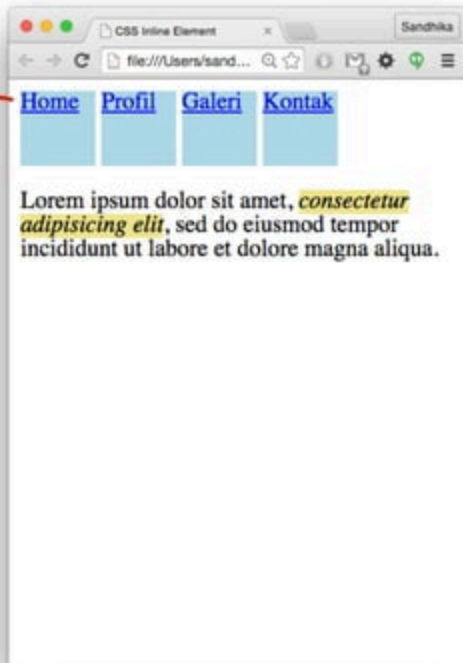 CSS Inline Element
Sandhika
file:///Users/sand...
Home Profil Galeri Kontak
Lorem ipsum dolor sit amet, consectetur
adipisicing elit, sed do eiusmod tempor
incididunt ut labore et dolore magna aliqua.